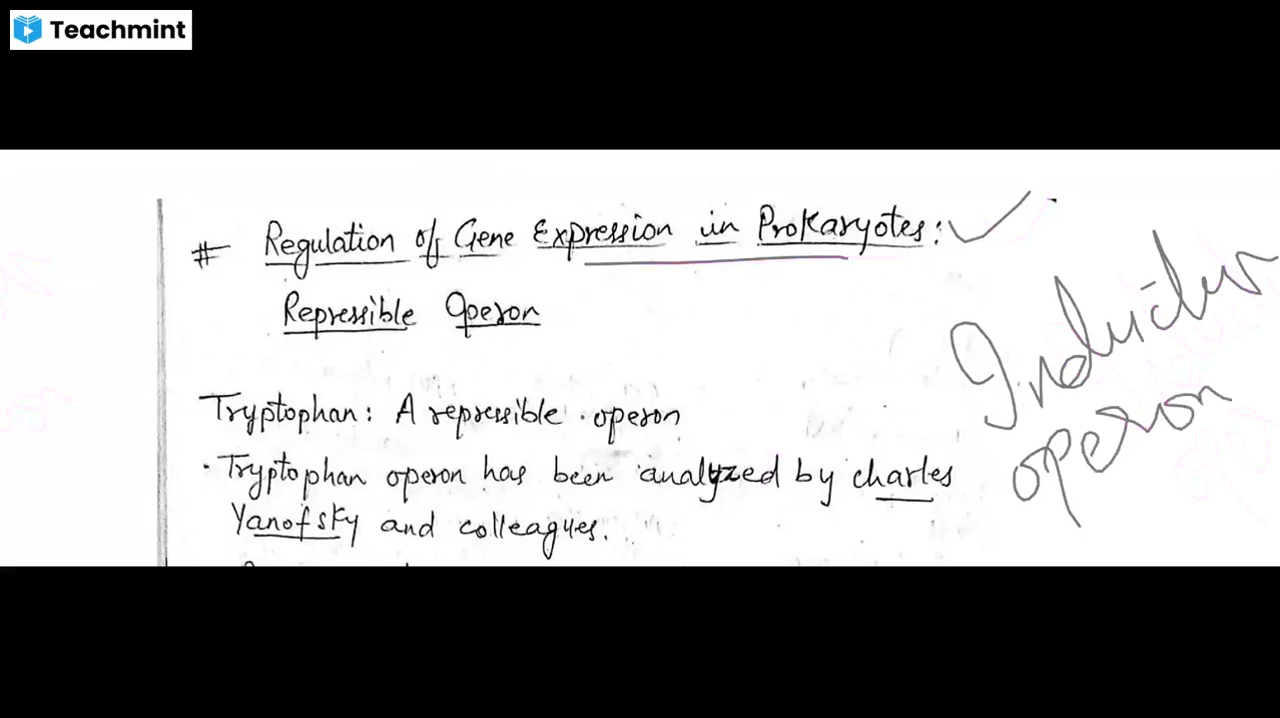 Teachmint
# Regulation of Gene Expression in Prokaryotes:
Repressible Operon
Tryptophan: A repressible operon
• Tryptophan operon has been analyzed by charles
Yanofsky and colleagues.
operon